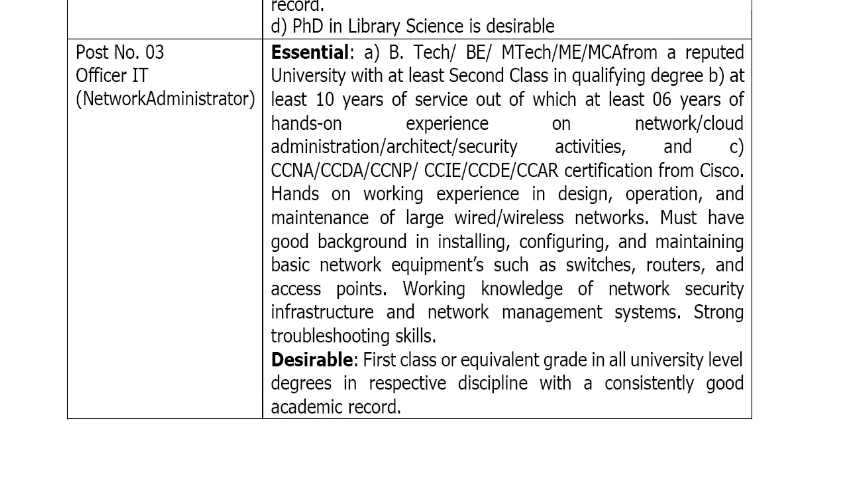 record.
d) PhD in Library Science is desirable
Post No. 03
Officer IT
(NetworkAdministrator)
Essential: a) B. Tech/ BE/ MTech/ME/MCAfrom a reputed
University with at least Second Class in qualifying degree b) at
least 10 years of service out of which at least 06 years of
hands-on experience on network/cloud
administration/architect/security activities, and c)
CCNA/CCDA/CCNP/ CCIE/CCDE/CCAR certification from Cisco.
Hands on working experience in design, operation, and
maintenance of large wired/wireless networks. Must have
good background in installing, configuring, and maintaining
basic network equipment's such as switches, routers, and
access points. Working knowledge of network security
infrastructure and network management systems. Strong
troubleshooting skills.
Desirable: First class or equivalent grade in all university level
degrees in respective discipline with a consistently good
academic record.